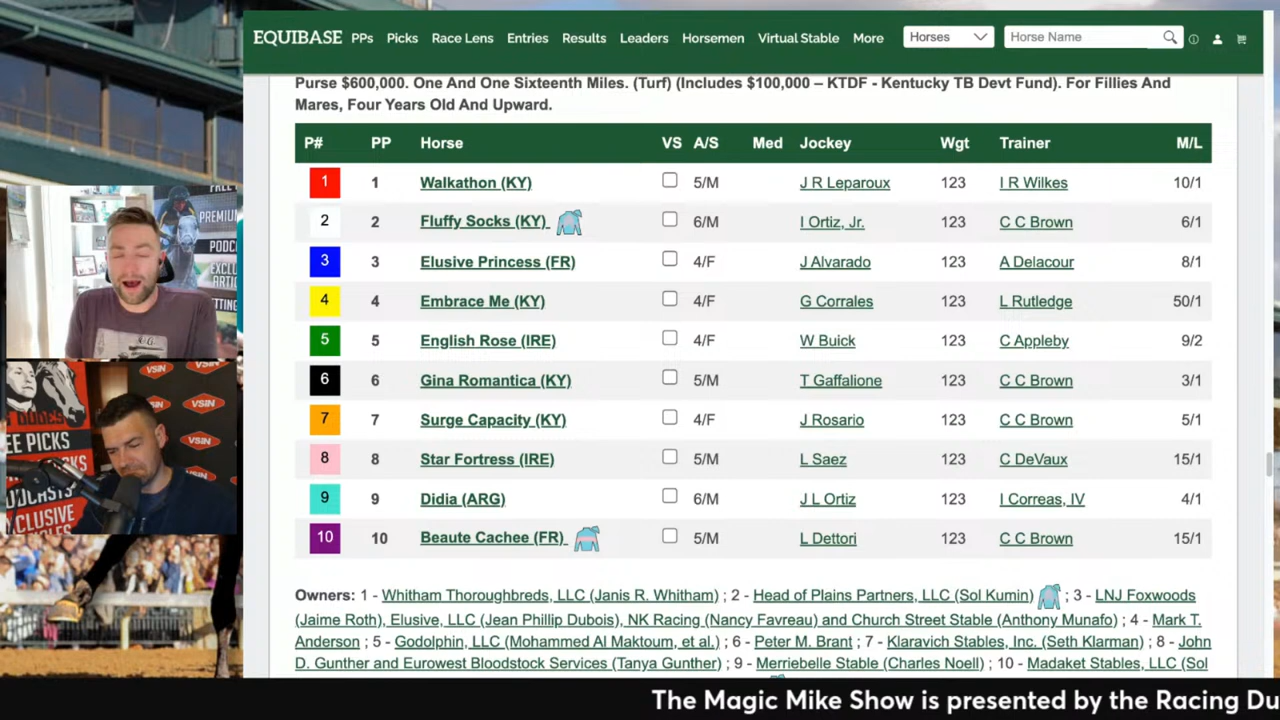 EQUIBASE PPs Picks Race Lens Entries Results Leaders Horsemen Virtual Stable More Horses Horse Name
Purse $600,000. One And One Sixteenth Miles. (Turf) (Includes $100,000 – KTDF - Kentucky TB Devt Fund). For Fillies And
Mares, Four Years Old And Upward.
P# PP Horse VS A/S Med Jockey Wgt Trainer M/L
1 1 Walkathon (KY) 5/M J R Leparoux 123 I R Wilkes 10/1
2 2 Fluffy Socks (KY) 6/M I Ortiz, Jr. 123 C C Brown 6/1
3 3 Elusive Princess (FR) 4/F J Alvarado 123 A Delacour 8/1
4 4 Embrace Me (KY) 4/F G Corrales 123 L Rutledge 50/1
5 5 English Rose (IRE) 4/F W Buick 123 C Appleby 9/2
6 6 Gina Romantica (KY) 5/M T Gaffalione 123 C C Brown 3/1
7 7 Surge Capacity (KY) 4/F J Rosario 123 C C Brown 5/1
8 8 Star Fortress (IRE) 5/M L Saez 123 C DeVaux 15/1
9 9 Didia (ARG) 6/M J L Ortiz 123 I Correas, IV 4/1
10 10 Beaute Cachee (FR) 5/M L Dettori 123 C C Brown 15/1
Owners: 1 - Whitham Thoroughbreds, LLC (Janis R. Whitham) ; 2 - Head of Plains Partners, LLC (Sol Kumin) ; 3 - LNJ Foxwoods
(Jaime Roth), Elusive, LLC (Jean Phillip Dubois), NK Racing (Nancy Favreau) and Church Street Stable (Anthony Munafo) ; 4 - Mark T.
Anderson ; 5 - Godolphin, LLC (Mohammed Al Maktoum, et al.) ; 6 - Peter M. Brant ; 7 - Klaravich Stables, Inc. (Seth Klarman) ; 8 - John
D. Gunther and Eurowest Bloodstock Services (Tanya Gunther) ; 9 - Merriebelle Stable (Charles Noell) ; 10 - Madaket Stables, LLC (Sol
PREMIUM
VSiN
VSiN
VSiN
VSiN
DUDES
EE PICKS
The Magic Mike Show is presented by the Racing Du